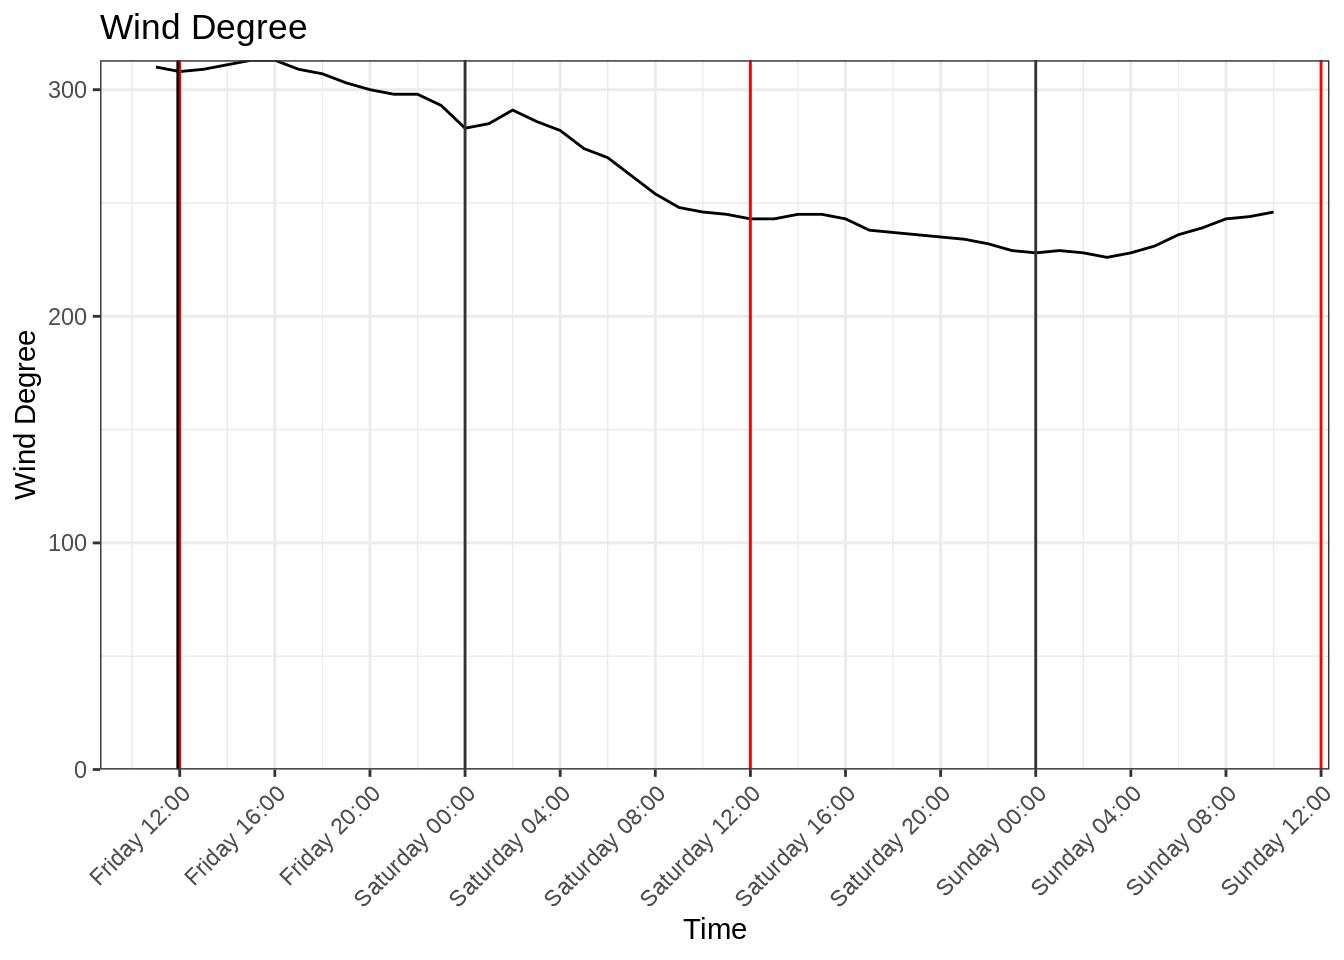 Wind Degree
Wind Degree
300
200
100
0
Friday 12:00
Friday 16:00
Friday 20:00
Saturday 00:00
Saturday 04:00
Saturday 08:00
Saturday 12:00
Saturday 16:00
Saturday 20:00
Sunday 00:00
Sunday 04:00
Sunday 08:00
Sunday 12:00
Time